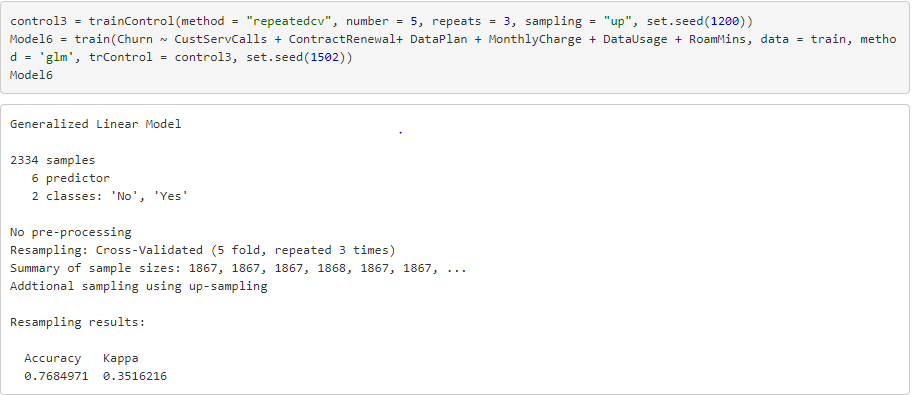 control3 = trainControl(method = "repeatedcv", number = 5, repeats = 3, sampling = "up", set.seed(1200))
Model6 = train(Churn ~ CustServCalls + ContractRenewal+ DataPlan + MonthlyCharge + DataUsage + RoamMins, data = train, metho
d = 'glm', trControl = control3, set.seed(1502))
Model6
Generalized Linear Model
2334 samples
6 predictor
2 classes: 'No', 'Yes'
No pre-processing
Resampling: Cross-Validated (5 fold, repeated 3 times)
Summary of sample sizes: 1867, 1867, 1867, 1868, 1867, 1867, ...
Addtional sampling using up-sampling
Resampling results:
Accuracy Kappa
0.7684971 0.3516216